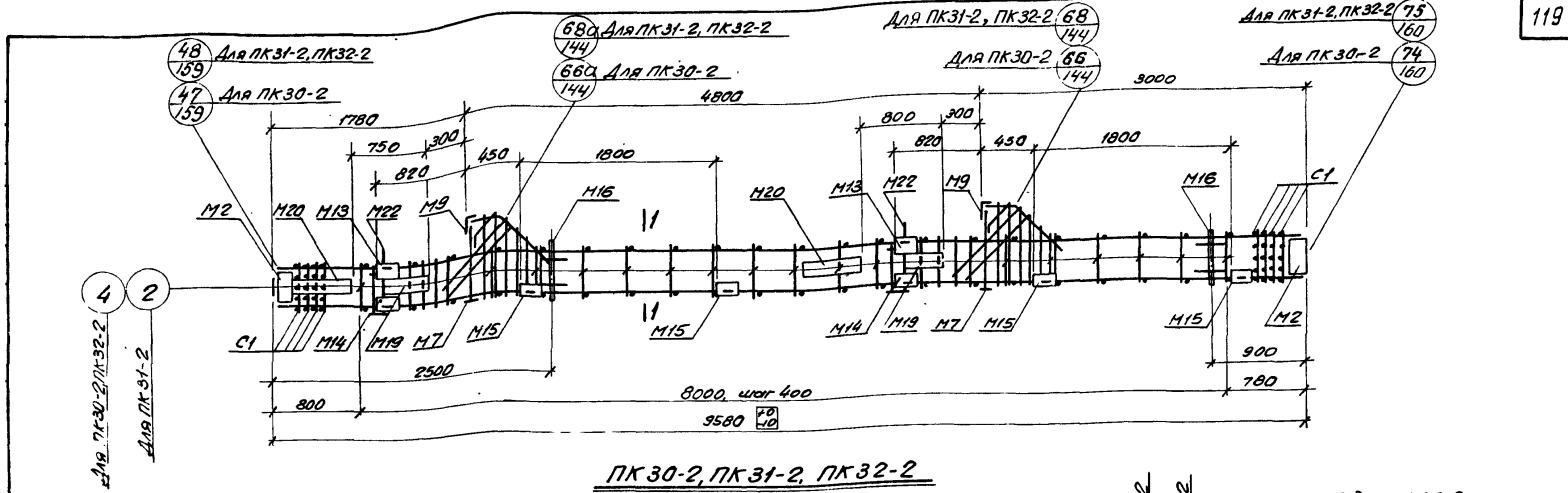 119
48
159
Для ПК31-2, ПК32-2
47
159
Для ПК30-2
68а
144
Для ПК31-2, ПК32-2
66а
144
Для ПК30-2
Для ПК31-2, ПК32-2
68
144
Для ПК30-2
66
144
Для ПК31-2, ПК32-2
75
160
Для ПК30-2
74
160
1780
4800
3000
300
750
820
450
1800
800
300
820
450
1800
М2
М20
М13
М22
М9
М16
1
М20
М13
М22
М9
М16
С1
4
2
Для ПК30-2, ПК32-2
Для ПК31-2
С1
М14
М19
М7
М15
1
М15
М14
М19
М7
М15
М15
М2
2500
900
800
8000, шаг 400
780
9580 +0 -10
ПК30-2, ПК31-2, ПК32-2